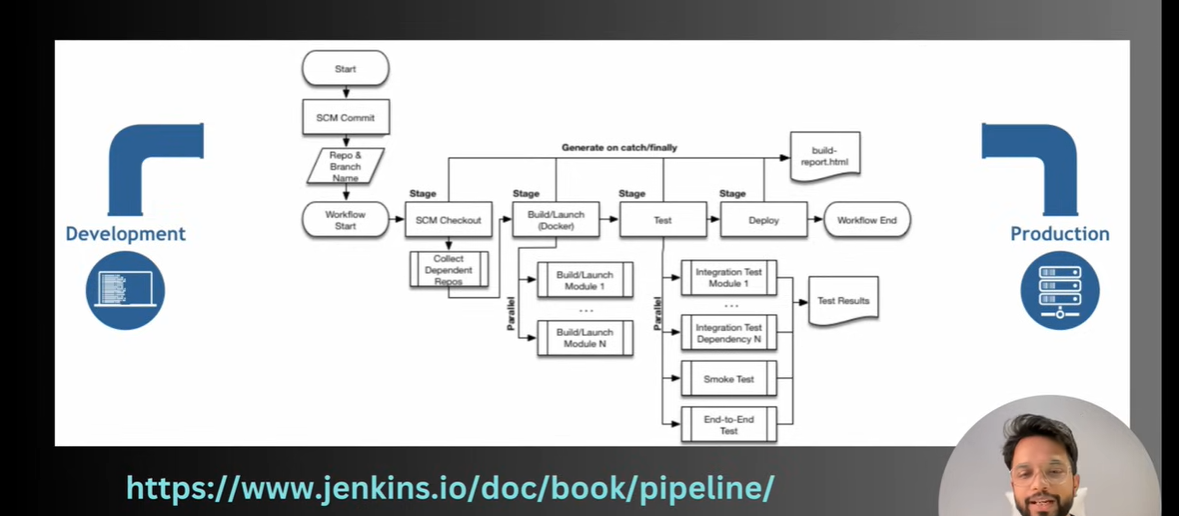 Start
SCM Commit
Repo &
Branch
Name
Workflow
Start
Generate on catch/finally
build-
report.html
Stage
SCM Checkout
Collect
Dependent
Repos
Stage
Build/Launch
(Docker)
Parallel
Build/Launch
Module 1
...
Build/Launch
Module N
Stage
Test
Parallel
Integration Test
Module 1
...
Integration Test
Dependency N
Smoke Test
End-to-End
Test
Test Results
Stage
Deploy
Workflow End
Development
Production
https://www.jenkins.io/doc/book/pipeline/